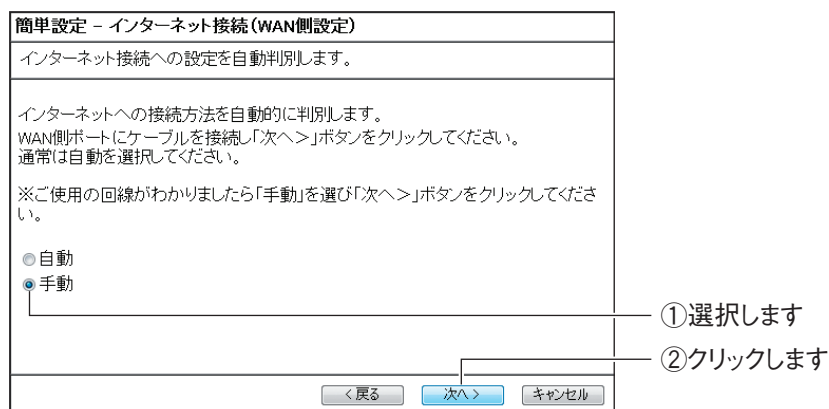 簡単設定 – インターネット接続(WAN側設定)
インターネット接続への設定を自動判別します。
インターネットへの接続方法を自動的に判別します。
WAN側ポートにケーブルを接続し「次へ>」ボタンをクリックしてください。
通常は自動を選択してください。
※ご使用の回線がわかりましたら「手動」を選び「次へ>」ボタンをクリックしてくださ
い。
自動
手動
①選択します
②クリックします
<戻る 次へ> キャンセル